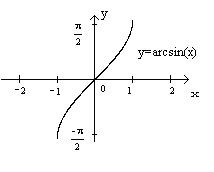 y
π
2
y=arcsin(x)
-2 -1 0 1 2 x
-π
2